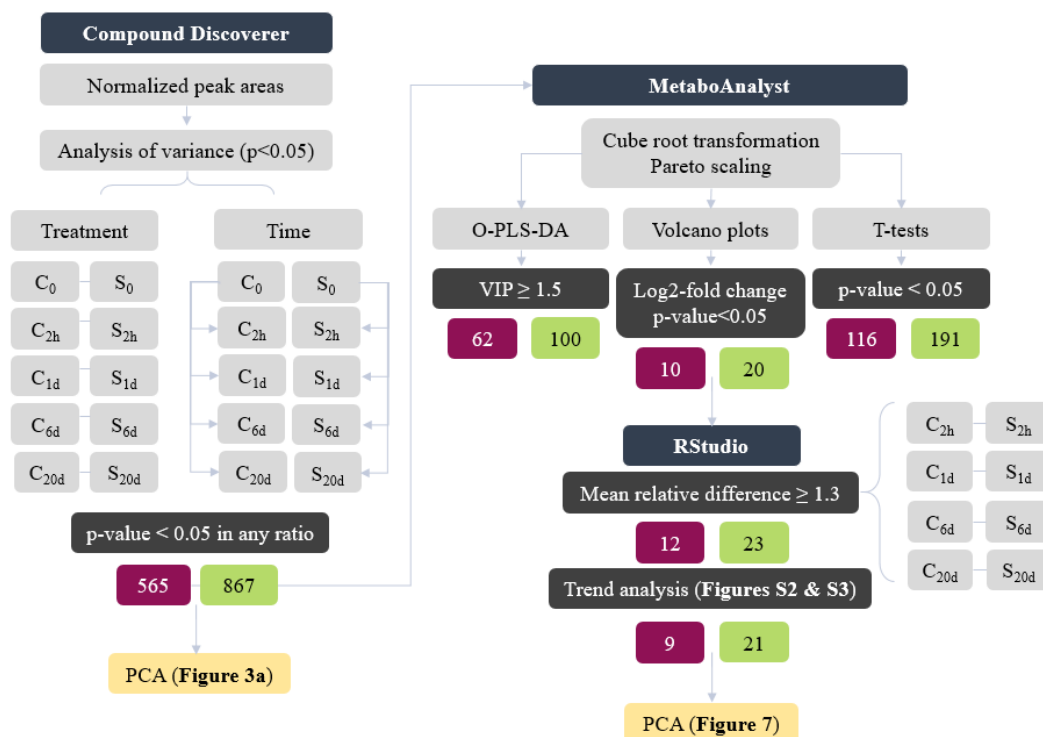 Compound Discoverer
Normalized peak areas
Analysis of variance (p<0.05)
Treatment
Time
C₀ S₀
C₀ S₀
C₂ₕ S₂ₕ
C₂ₕ S₂ₕ
C₁d S₁d
C₁d S₁d
C₆d S₆d
C₆d S₆d
C₂₀d S₂₀d
C₂₀d S₂₀d
p-value < 0.05 in any ratio
565 867
PCA (Figure 3a)
MetaboAnalyst
Cube root transformation
Pareto scaling
O-PLS-DA
VIP ≥ 1.5
62 100
Volcano plots
Log2-fold change
p-value<0.05
10 20
T-tests
p-value < 0.05
116 191
RStudio
Mean relative difference ≥ 1.3
C₂ₕ S₂ₕ
C₁d S₁d
C₆d S₆d
C₂₀d S₂₀d
12 23
Trend analysis (Figures S2 & S3)
9 21
PCA (Figure 7)